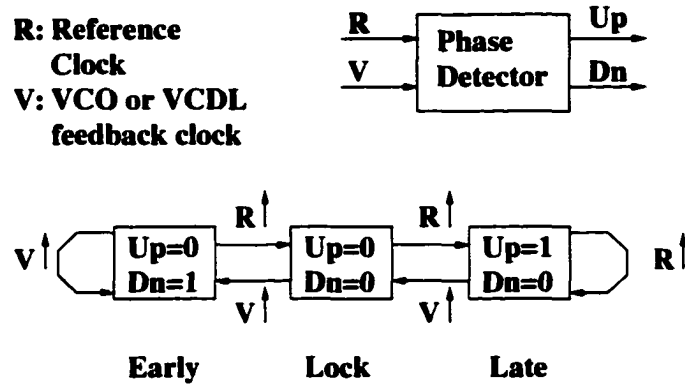 R: Reference
Clock
V: VCO or VCDL
feedback clock
R
V
Phase
Detector
Up
Dn
R
R
V
Up=0
Dn=1
Up=0
Dn=0
Up=1
Dn=0
R
V
V
Early
Lock
Late